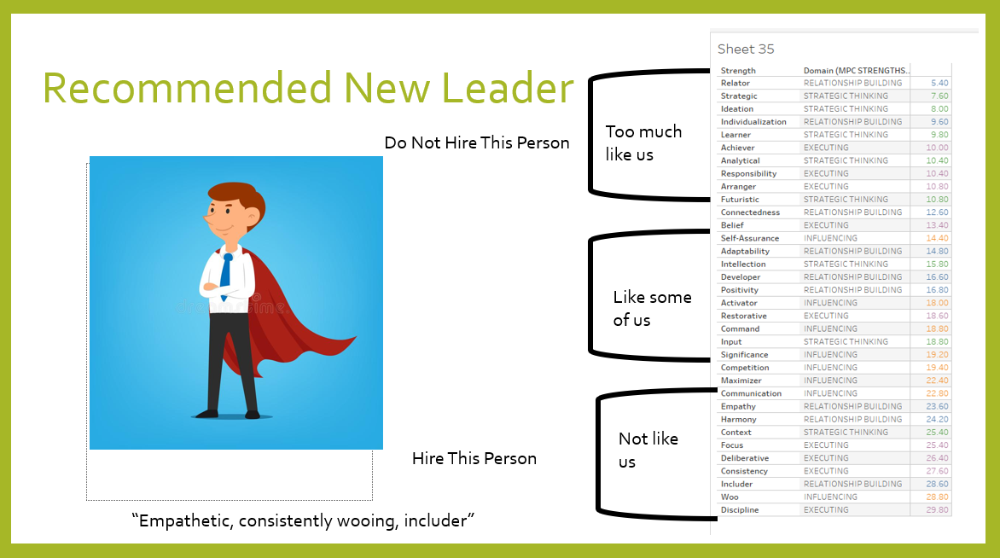 Recommended New Leader
Do Not Hire This Person
Too much
like us
Like some
of us
Hire This Person
Not like
us
“Empathetic, consistently wooing, includer”
dreamstime.
Sheet 35
Strength Domain (MPC STRENGTHS..
Relator RELATIONSHIP BUILDING 5.40
Strategic STRATEGIC THINKING 7.60
Ideation STRATEGIC THINKING 8.00
Individualization RELATIONSHIP BUILDING 9.60
Learner STRATEGIC THINKING 9.80
Achiever EXECUTING 10.00
Analytical STRATEGIC THINKING 10.40
Responsibility EXECUTING 10.40
Arranger EXECUTING 10.80
Futuristic STRATEGIC THINKING 10.80
Connectedness RELATIONSHIP BUILDING 12.60
Belief EXECUTING 13.40
Self-Assurance INFLUENCING 14.40
Adaptability RELATIONSHIP BUILDING 14.80
Intellection STRATEGIC THINKING 15.80
Developer RELATIONSHIP BUILDING 16.60
Positivity RELATIONSHIP BUILDING 16.80
Activator INFLUENCING 18.00
Restorative EXECUTING 18.60
Command INFLUENCING 18.80
Input STRATEGIC THINKING 18.80
Significance INFLUENCING 19.20
Competition INFLUENCING 19.40
Maximizer INFLUENCING 22.40
Communication INFLUENCING 22.80
Empathy RELATIONSHIP BUILDING 23.60
Harmony RELATIONSHIP BUILDING 24.20
Context STRATEGIC THINKING 25.40
Focus EXECUTING 25.40
Deliberative EXECUTING 26.40
Consistency EXECUTING 27.60
Includer RELATIONSHIP BUILDING 28.60
Woo INFLUENCING 28.80
Discipline EXECUTING 29.80